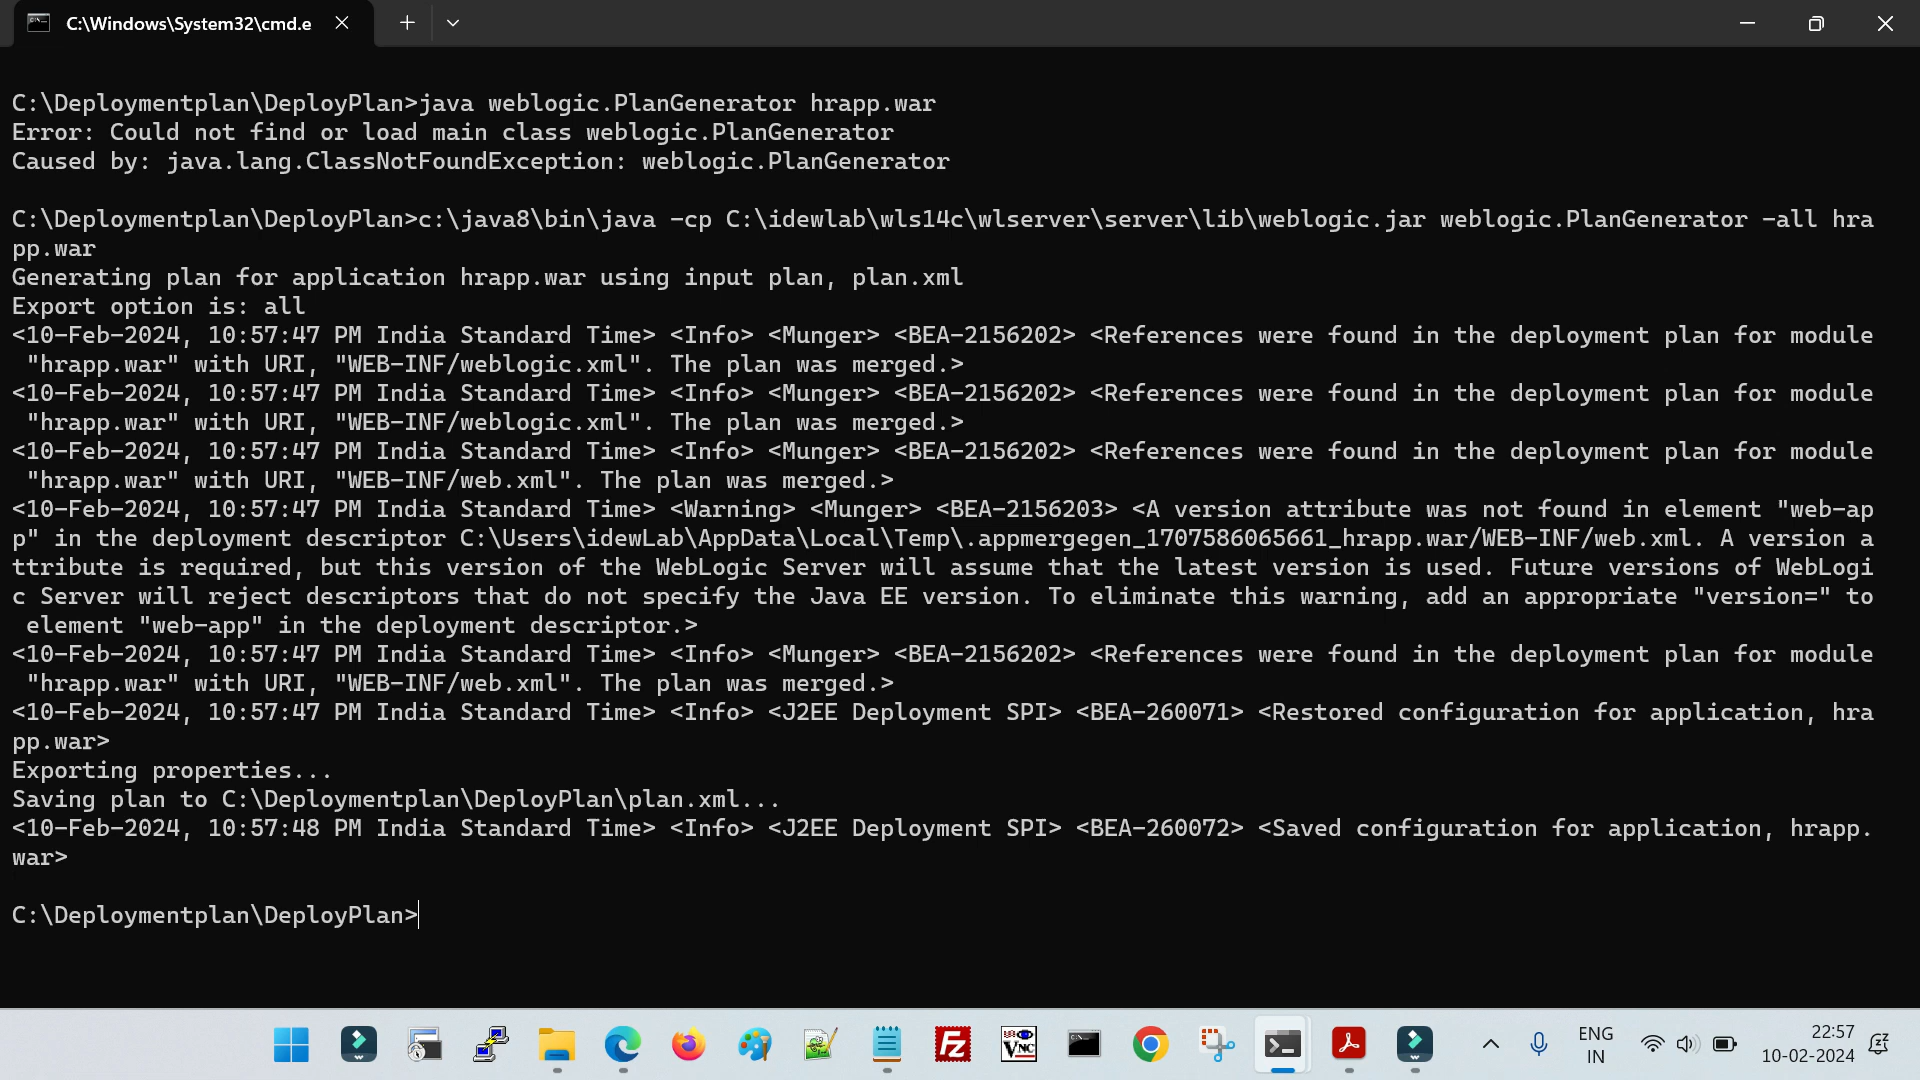 C:\Windows\System32\cmd.e
C:\Deploymentplan\DeployPlan>java weblogic.PlanGenerator hrapp.war
Error: Could not find or load main class weblogic.PlanGenerator
Caused by: java.lang.ClassNotFoundException: weblogic.PlanGenerator
C:\Deploymentplan\DeployPlan>c:\java8\bin\java -cp C:\idewlab\wls14c\wlserver\server\lib\weblogic.jar weblogic.PlanGenerator -all hra
pp.war
Generating plan for application hrapp.war using input plan, plan.xml
Export option is: all
<10-Feb-2024, 10:57:47 PM India Standard Time> <Info> <Munger> <BEA-2156202> <References were found in the deployment plan for module
"hrapp.war" with URI, "WEB-INF/weblogic.xml". The plan was merged.>
<10-Feb-2024, 10:57:47 PM India Standard Time> <Info> <Munger> <BEA-2156202> <References were found in the deployment plan for module
"hrapp.war" with URI, "WEB-INF/weblogic.xml". The plan was merged.>
<10-Feb-2024, 10:57:47 PM India Standard Time> <Info> <Munger> <BEA-2156202> <References were found in the deployment plan for module
"hrapp.war" with URI, "WEB-INF/web.xml". The plan was merged.>
<10-Feb-2024, 10:57:47 PM India Standard Time> <Warning> <Munger> <BEA-2156203> <A version attribute was not found in element "web-ap
p" in the deployment descriptor C:\Users\idewLab\AppData\Local\Temp\.appmergegen_1707586065661_hrapp.war/WEB-INF/web.xml. A version a
ttribute is required, but this version of the WebLogic Server will assume that the latest version is used. Future versions of WebLogi
c Server will reject descriptors that do not specify the Java EE version. To eliminate this warning, add an appropriate "version=" to
element "web-app" in the deployment descriptor.>
<10-Feb-2024, 10:57:47 PM India Standard Time> <Info> <Munger> <BEA-2156202> <References were found in the deployment plan for module
"hrapp.war" with URI, "WEB-INF/web.xml". The plan was merged.>
<10-Feb-2024, 10:57:47 PM India Standard Time> <Info> <J2EE Deployment SPI> <BEA-260071> <Restored configuration for application, hra
pp.war>
Exporting properties...
Saving plan to C:\Deploymentplan\DeployPlan\plan.xml...
<10-Feb-2024, 10:57:48 PM India Standard Time> <Info> <J2EE Deployment SPI> <BEA-260072> <Saved configuration for application, hrapp.
war>
C:\Deploymentplan\DeployPlan>
ENG
IN
22:57
10-02-2024